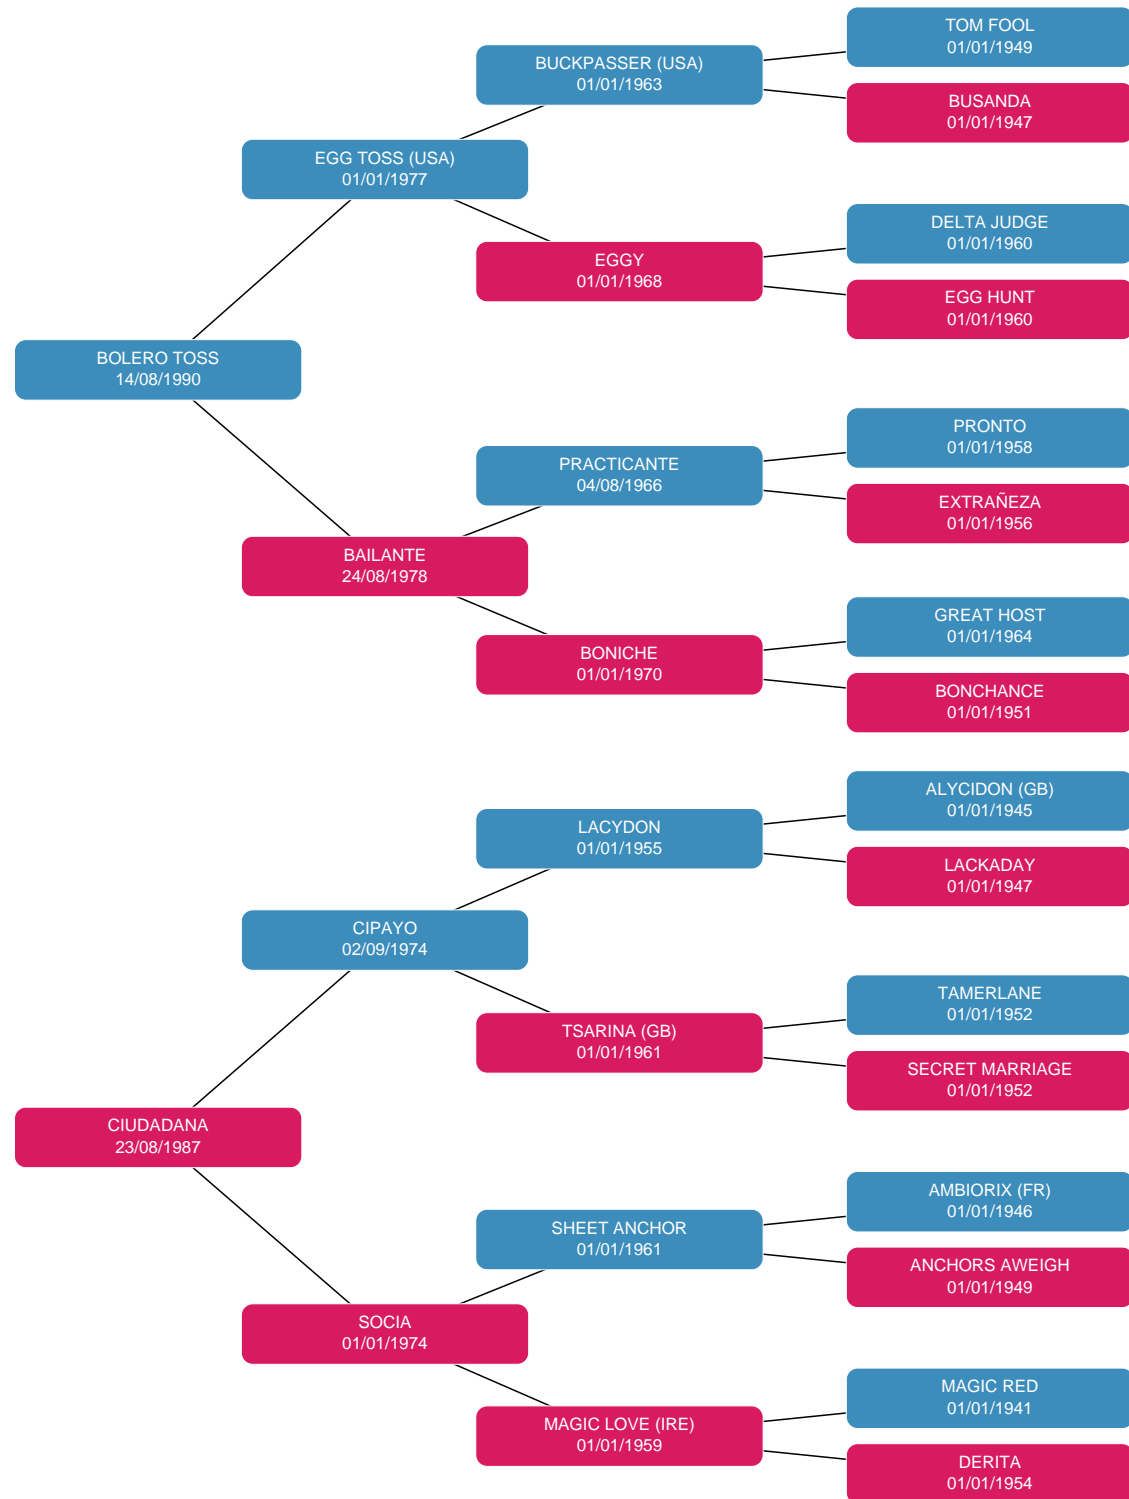 TOM FOOL
01/01/1949
BUCKPASSER (USA)
01/01/1963
BUSANDA
01/01/1947
EGG TOSS (USA)
01/01/1977
DELTA JUDGE
01/01/1960
EGGY
01/01/1968
EGG HUNT
01/01/1960
BOLERO TOSS
14/08/1990
PRONTO
01/01/1958
PRACTICANTE
04/08/1966
EXTRAÑEZA
01/01/1956
BAILANTE
24/08/1978
GREAT HOST
01/01/1964
BONICHE
01/01/1970
BONCHANCE
01/01/1951
ALYCIDON (GB)
01/01/1945
LACYDON
01/01/1955
LACKADAY
01/01/1947
CIPAYO
02/09/1974
TAMERLANE
01/01/1952
TSARINA (GB)
01/01/1961
SECRET MARRIAGE
01/01/1952
CIUDADANA
23/08/1987
AMBIORIX (FR)
01/01/1946
SHEET ANCHOR
01/01/1961
ANCHORS AWEIGH
01/01/1949
SOCIA
01/01/1974
MAGIC RED
01/01/1941
MAGIC LOVE (IRE)
01/01/1959
DERITA
01/01/1954